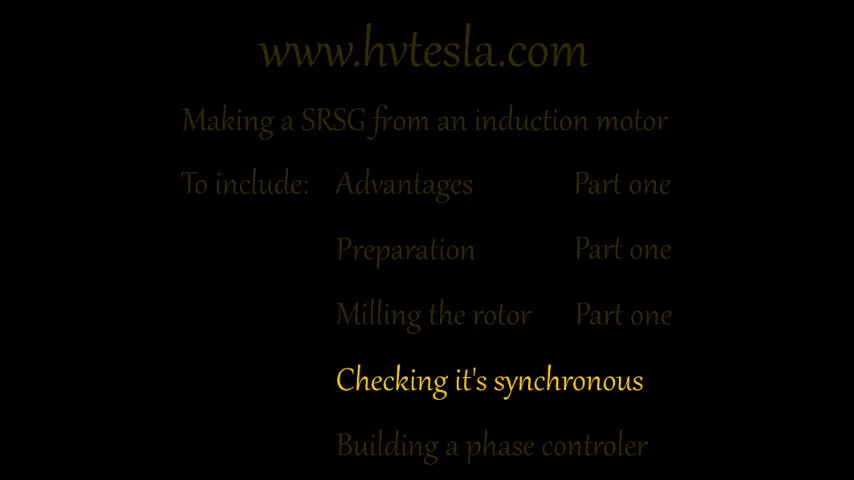 www.hvtesla.com
Making a SRSG from an induction motor
To include: Advantages Part one
Preparation Part one
Milling the rotor Part one
Checking it's synchronous
Building a phase controler